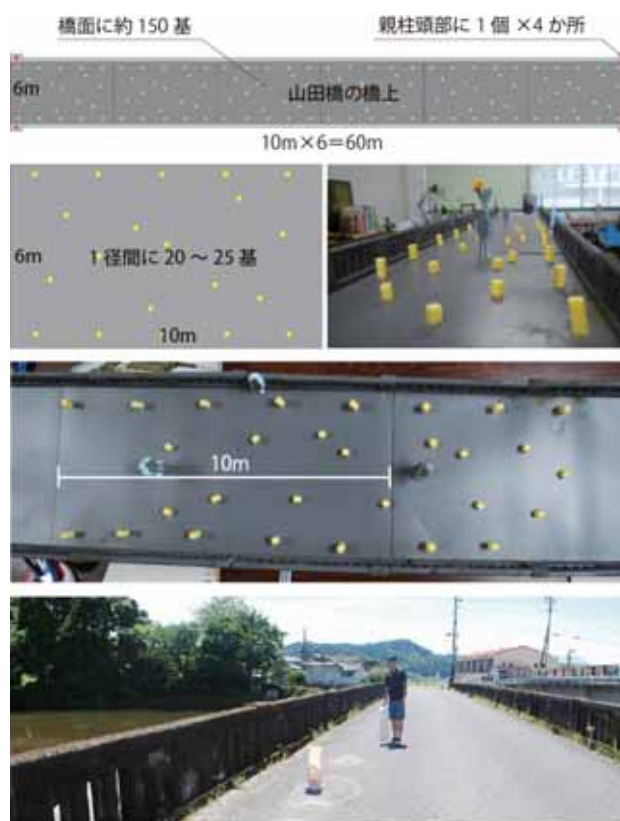 橋面に約150基
親柱頭部に1個×4か所
6m
山田橋の橋上
10m×6=60m
6m
1径間に20～25基
10m
10m